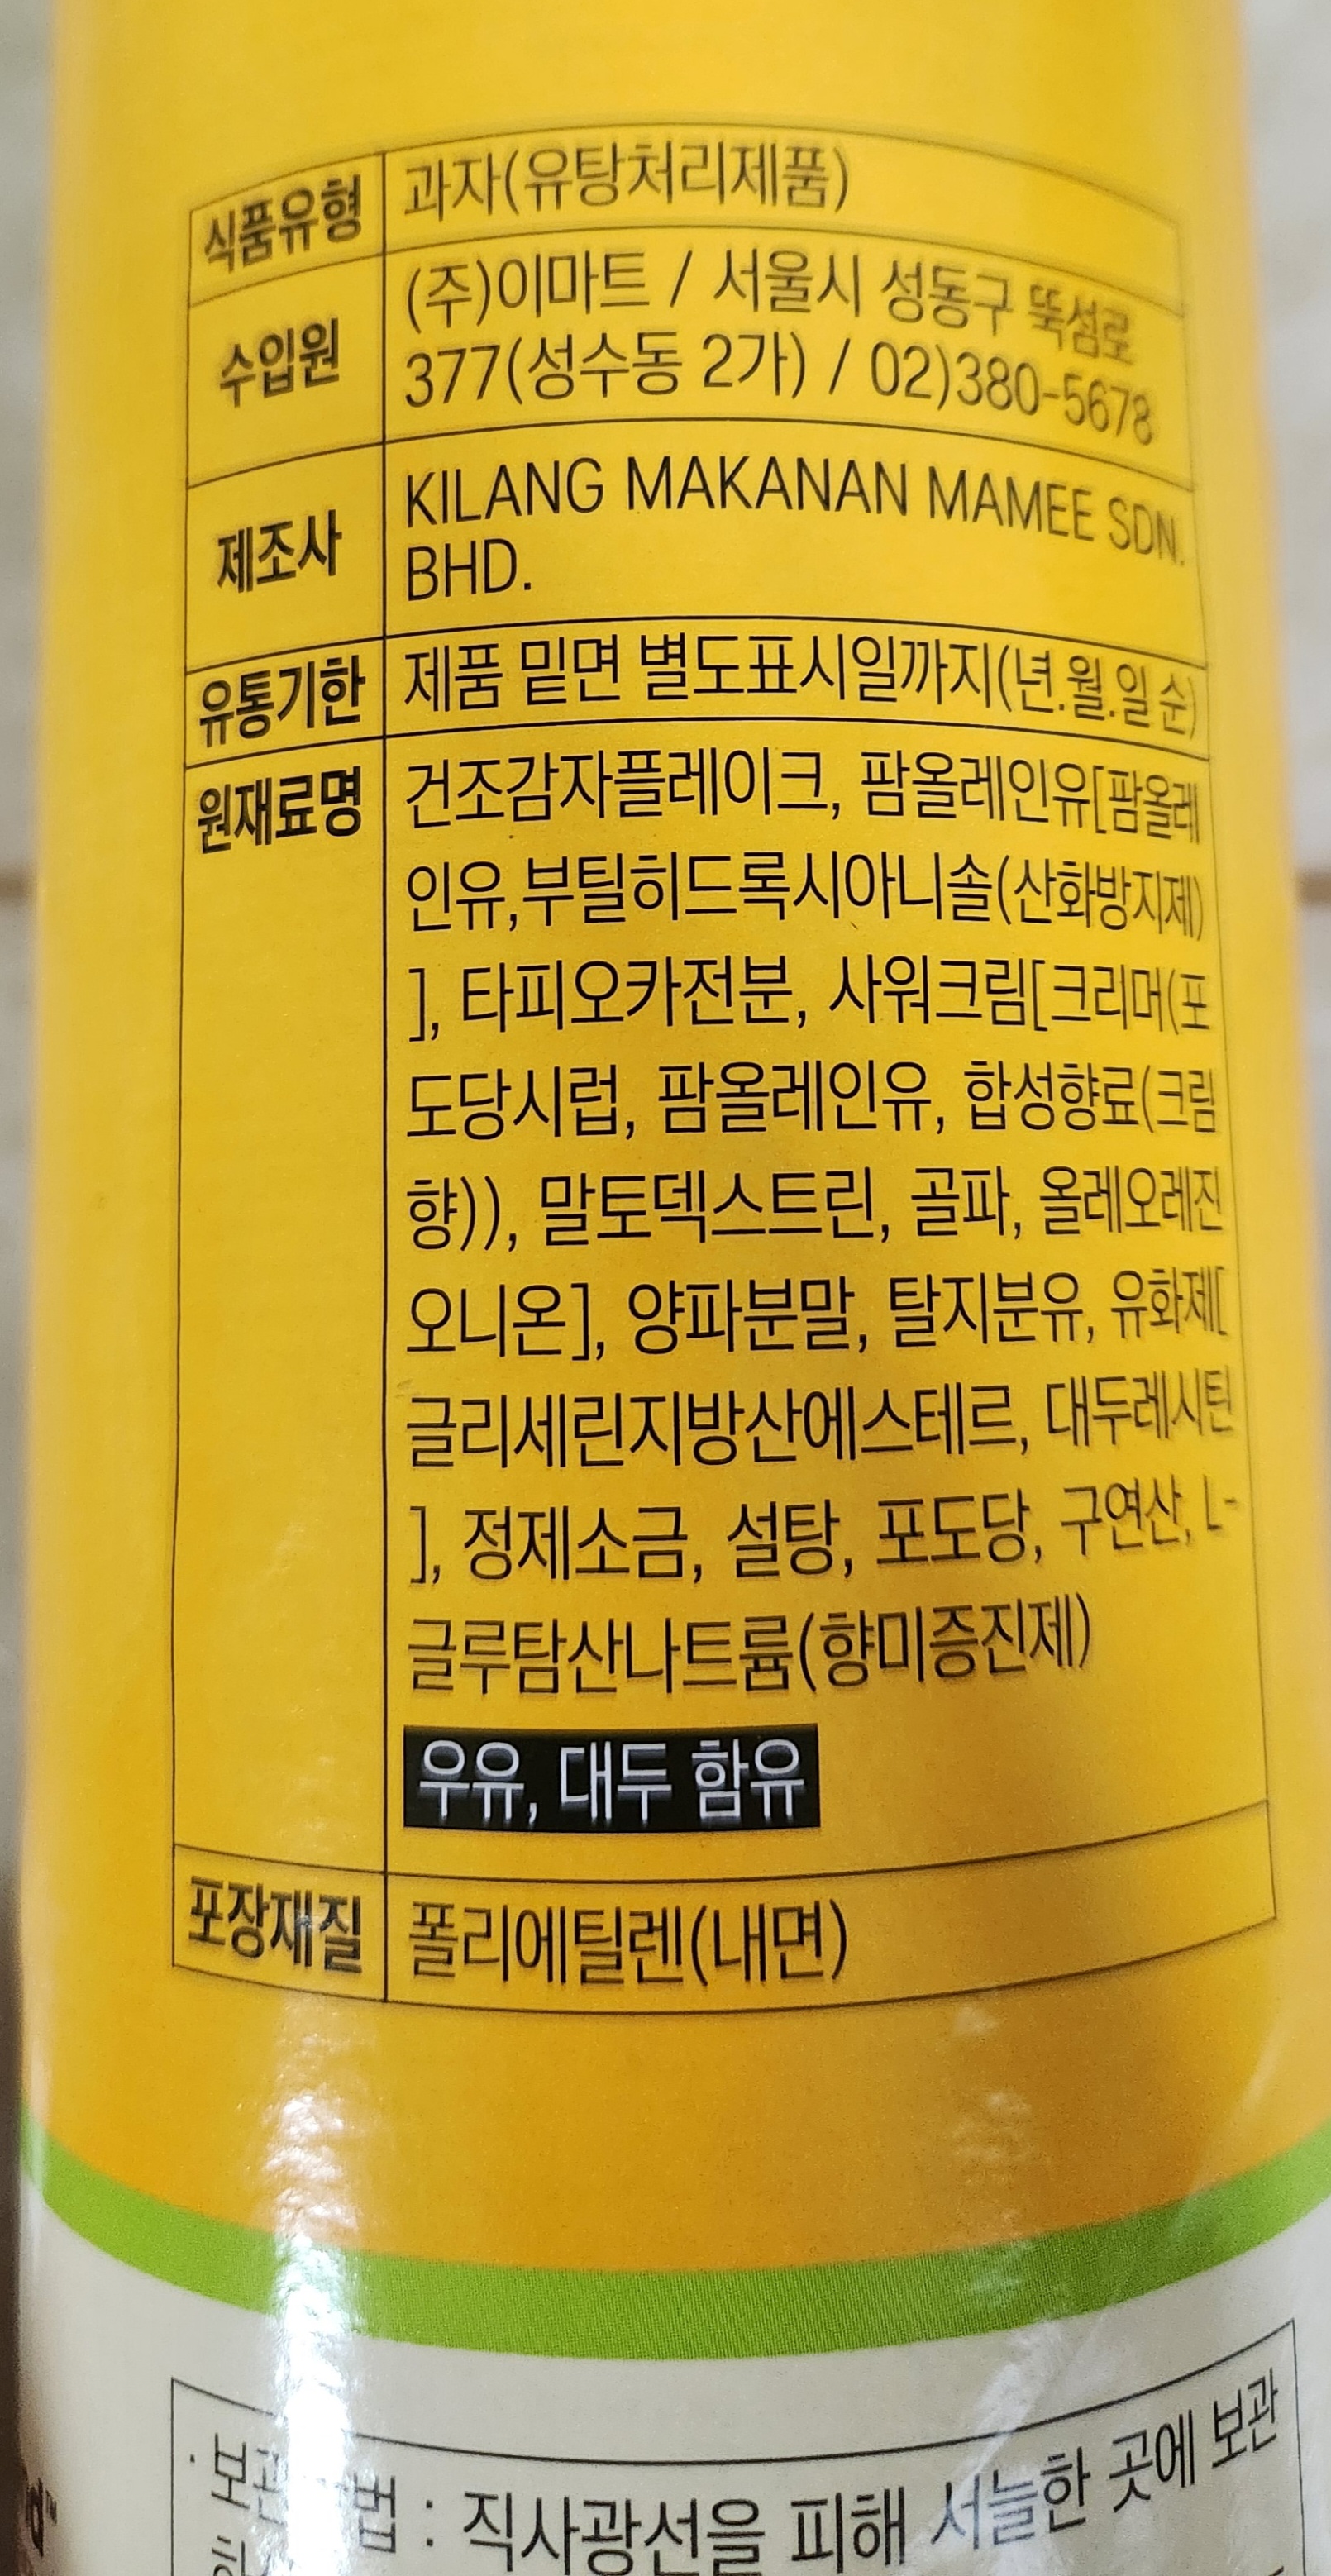 식품유형 과자(유탕처리제품)
수입원 (주)이마트 / 서울시 성동구 뚝섬로
377(성수동 2가) / 02)380-5678
제조사 KILANG MAKANAN MAMEE SDN.
BHD.
유통기한 제품 밑면 별도표시일까지(년.월.일 순)
원재료명 건조감자플레이크, 팜올레인유[팜올레
인유,부틸히드록시아니솔(산화방지제)
], 타피오카전분, 사워크림[크리머(포
도당시럽, 팜올레인유, 합성향료(크림
향)), 말토덱스트린, 골파, 올레오레진
오니온], 양파분말, 탈지분유, 유화제[
글리세린지방산에스테르, 대두레시틴
], 정제소금, 설탕, 포도당, 구연산, L-
글루탐산나트륨(향미증진제)
우유, 대두 함유
포장재질 폴리에틸렌(내면)
: 직사광선을 피해 서늘한 곳에 보관